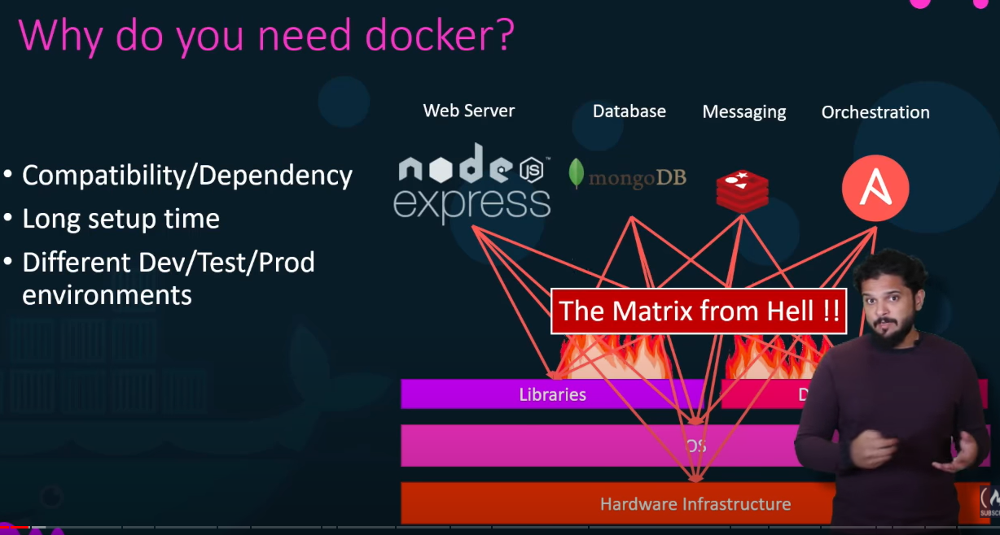 Why do you need docker?
Web Server
Database
Messaging
Orchestration
node
JS
™
express
mongoDB
• Compatibility/Dependency
• Long setup time
• Different Dev/Test/Prod
environments
The Matrix from Hell !!
Libraries
OS
Hardware Infrastructure